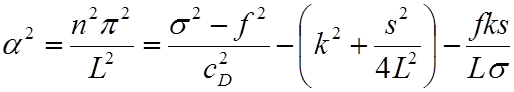 α² = n²π²/L² = (σ² − f²)/c_D² − (k² + s²/4L²) − fks/Lσ